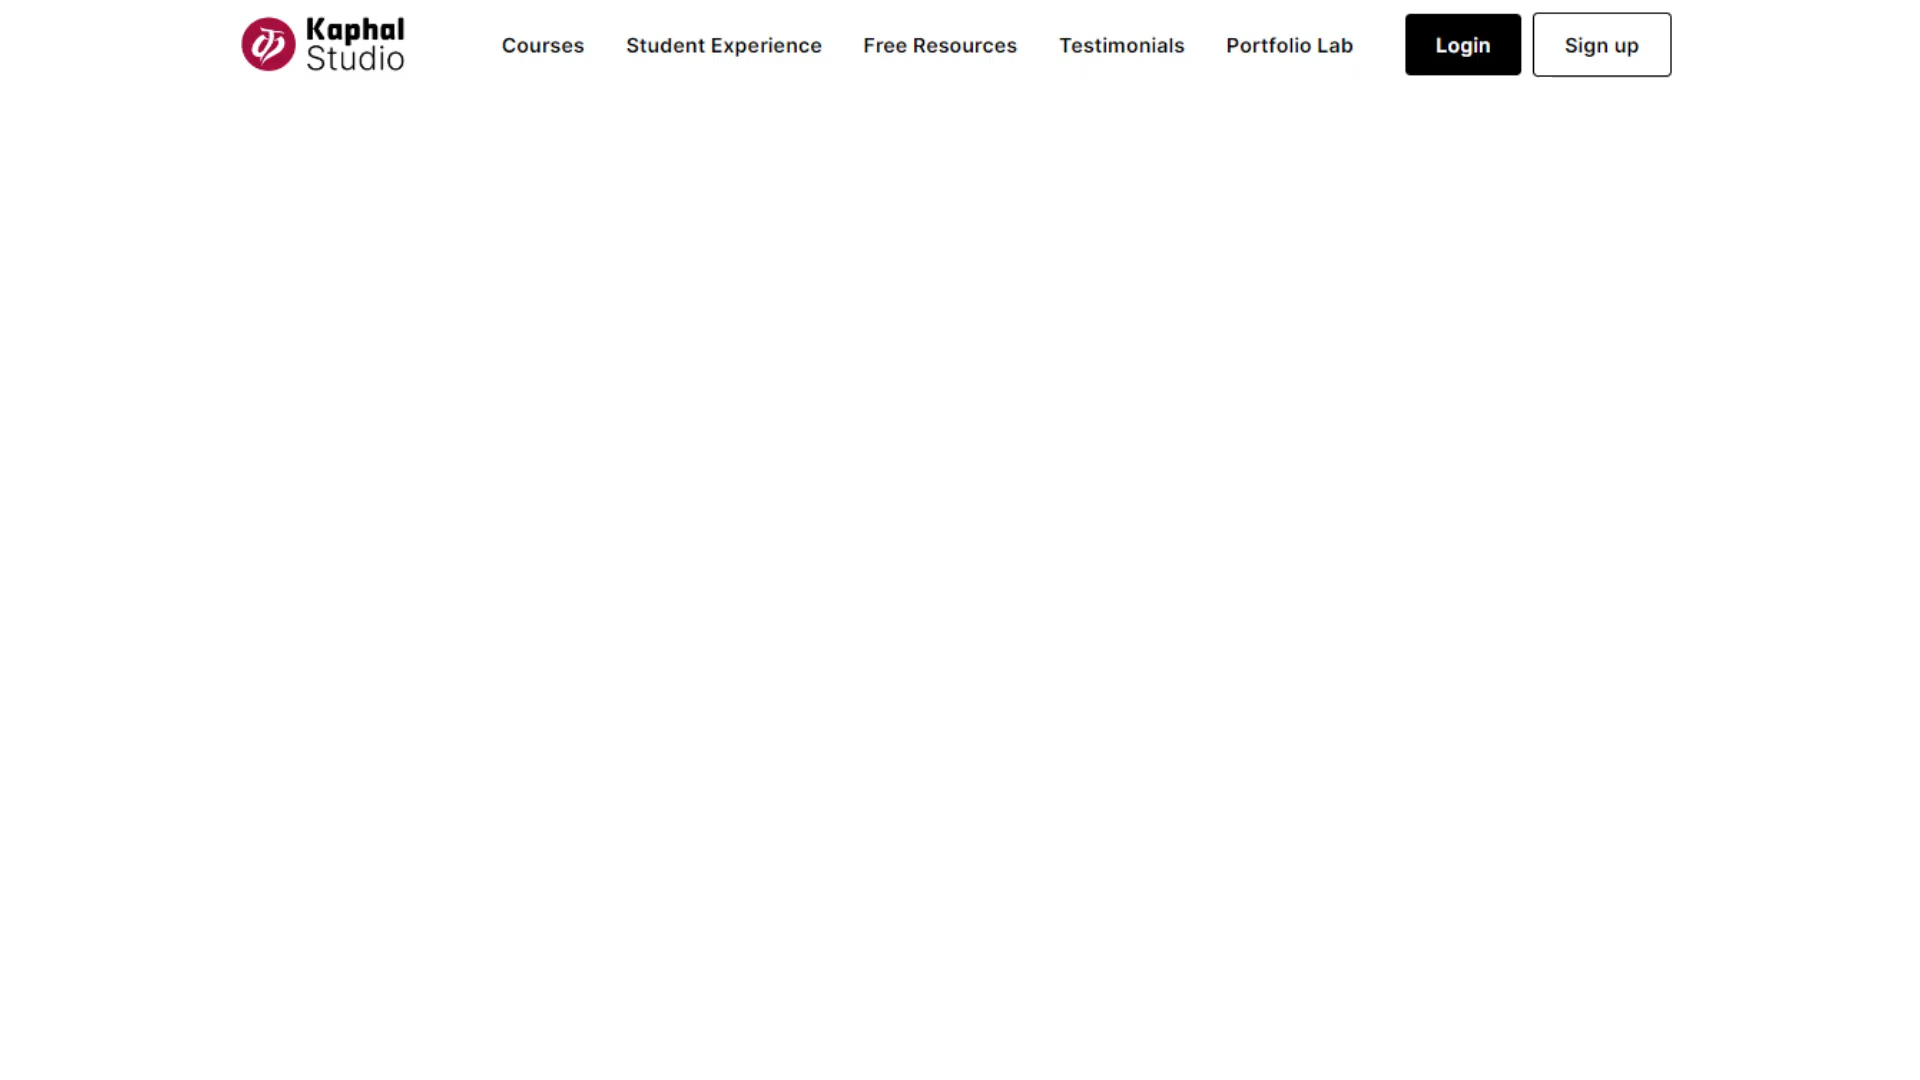 क
Kaphal
Studio
Courses
Student Experience
Free Resources
Testimonials
Portfolio Lab
Login
Sign up